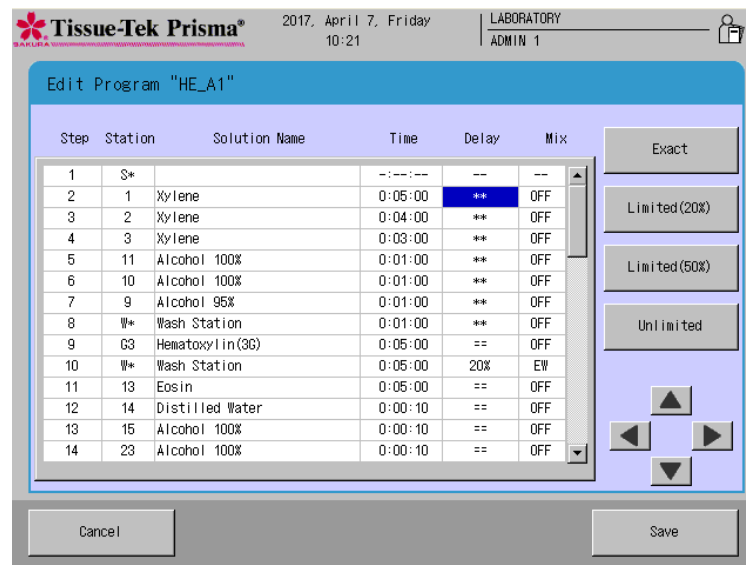 Tissue-Tek Prisma® 2017, April 7, Friday LABORATORY
SAKURA 10:21 ADMIN 1
Edit Program "HE_A1"
Step Station Solution Name Time Delay Mix
Exact
1 S* -:--:-- -- --
2 1 Xylene 0:05:00 ** OFF
Limited(20%)
3 2 Xylene 0:04:00 ** OFF
4 3 Xylene 0:03:00 ** OFF
5 11 Alcohol 100% 0:01:00 ** OFF
Limited(50%)
6 10 Alcohol 100% 0:01:00 ** OFF
7 9 Alcohol 95% 0:01:00 ** OFF
8 W* Wash Station 0:01:00 ** OFF
Unlimited
9 G3 Hematoxylin(3G) 0:05:00 == OFF
10 W* Wash Station 0:05:00 20% EW
11 13 Eosin 0:05:00 == OFF
12 14 Distilled Water 0:00:10 == OFF
13 15 Alcohol 100% 0:00:10 == OFF
14 23 Alcohol 100% 0:00:10 == OFF
Cancel Save